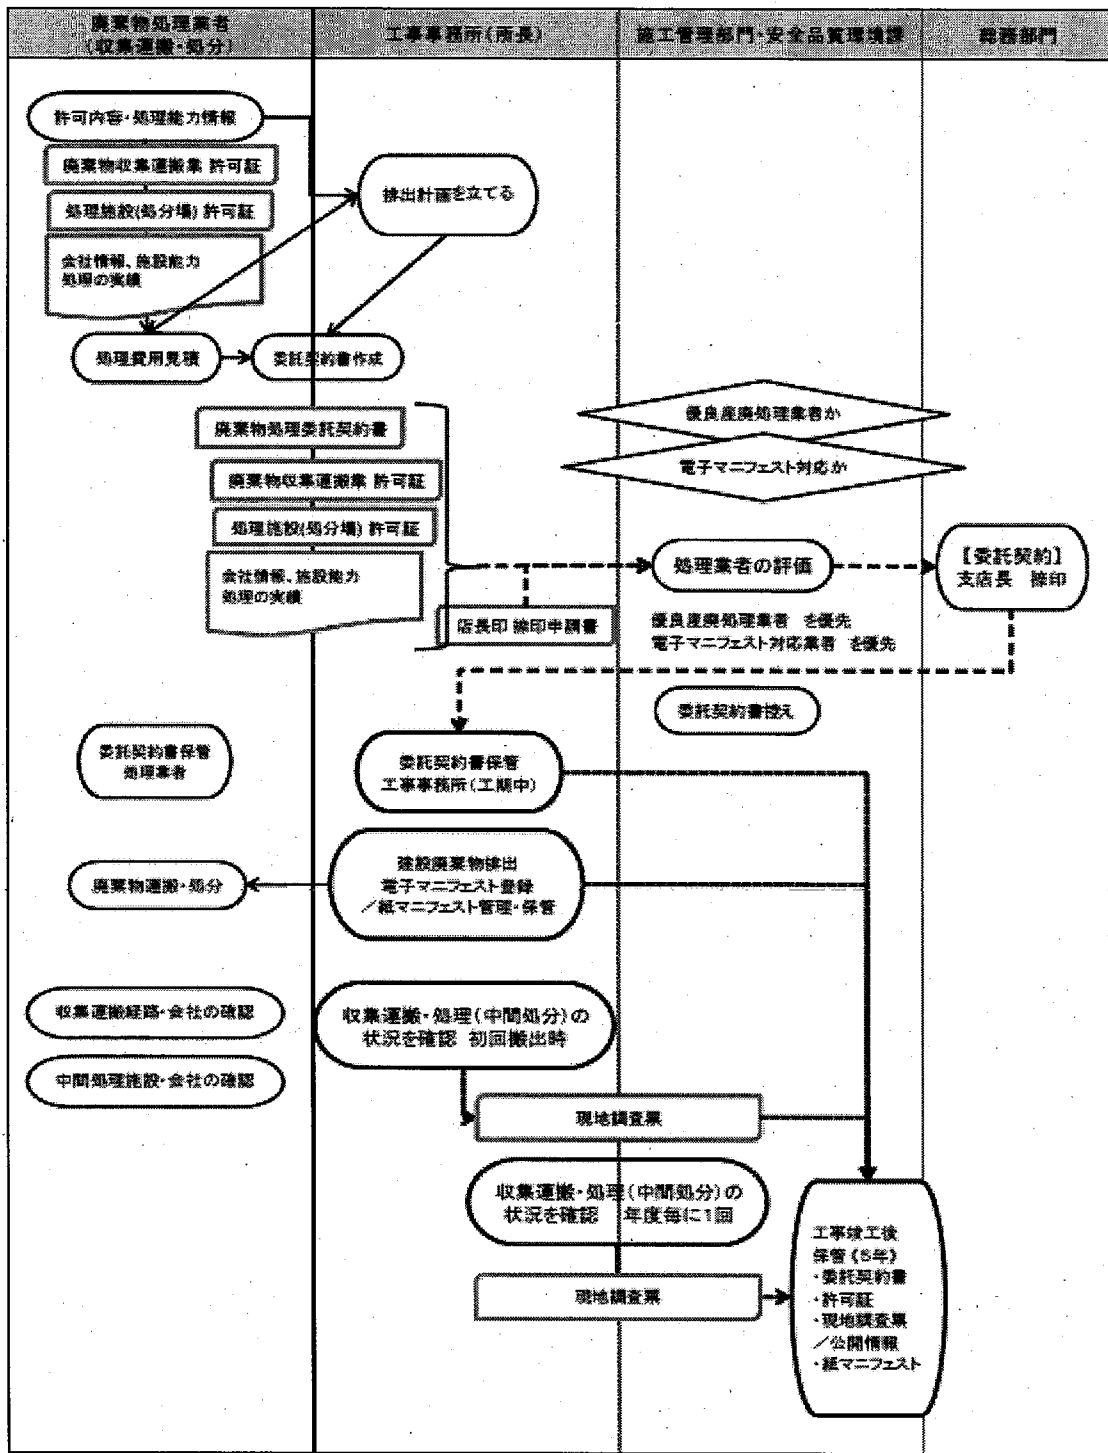 廃棄物処理業者
(収集運搬・処分)
工事事務所(所長)
施工管理部門・安全品質環境課
総務部門
許可内容・処理能力情報
廃棄物収集運搬業 許可証
処理施設(処分場) 許可証
会社情報、施設能力
処理の実績
排出計画を立てる
処理費用見積
委託契約書作成
廃棄物処理委託契約書
廃棄物収集運搬業 許可証
処理施設(処分場) 許可証
会社情報、施設能力
処理の実績
店長印 捺印申請書
優良産廃処理業者か
電子マニフェスト対応か
処理業者の評価
優良産廃処理業者 を優先
電子マニフェスト対応業者 を優先
【委託契約】
支店長 捺印
委託契約書控え
委託契約書保管
処理業者
委託契約書保管
工事事務所(工期中)
廃棄物運搬・処分
建設廃棄物排出
電子マニフェスト登録
/紙マニフェスト管理・保管
収集運搬経路・会社の確認
中間処理施設・会社の確認
収集運搬・処理(中間処分)の
状況を確認 初回搬出時
現地調査票
収集運搬・処理(中間処分)の
状況を確認 年度毎に1回
現地調査票
工事竣工後
保管《5年》
・委託契約書
・許可証
・現地調査票
/公開情報
・紙マニフェスト